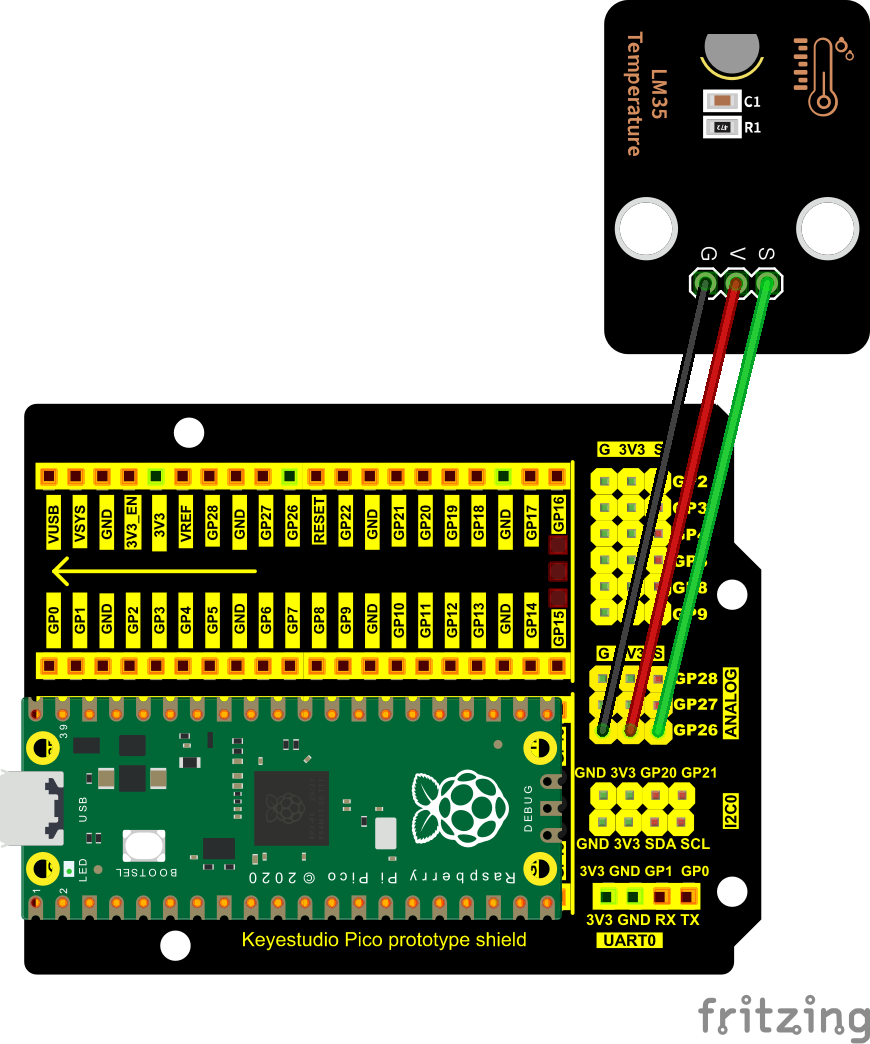 LM35
Temperature
C1
R1
472
G V S
G 3V3 S
VUSB VSYS GND 3V3_EN 3V3 VREF GP28 GND GP27 GP26 RESET GP22 GND GP21 GP20 GP19 GP18 GND GP17 GP16
GP0 GP1 GND GP2 GP3 GP4 GP5 GND GP6 GP7 GP8 GP9 GND GP10 GP11 GP12 GP13 GND GP14 GP15
GP2
GP3
GP4
GP8
GP9
G S
GP28
GP27
GP26
ANALOG
GND 3V3 GP20 GP21
GND 3V3 SDA SCL
I2C0
3V3 GND GP1 GP0
3V3 GND RX TX
UART0
39
USB
DEBUG
BOOTSEL
LED
1
2
Raspberry Pi Pico © 2020
Keyestudio Pico prototype shield
fritzing